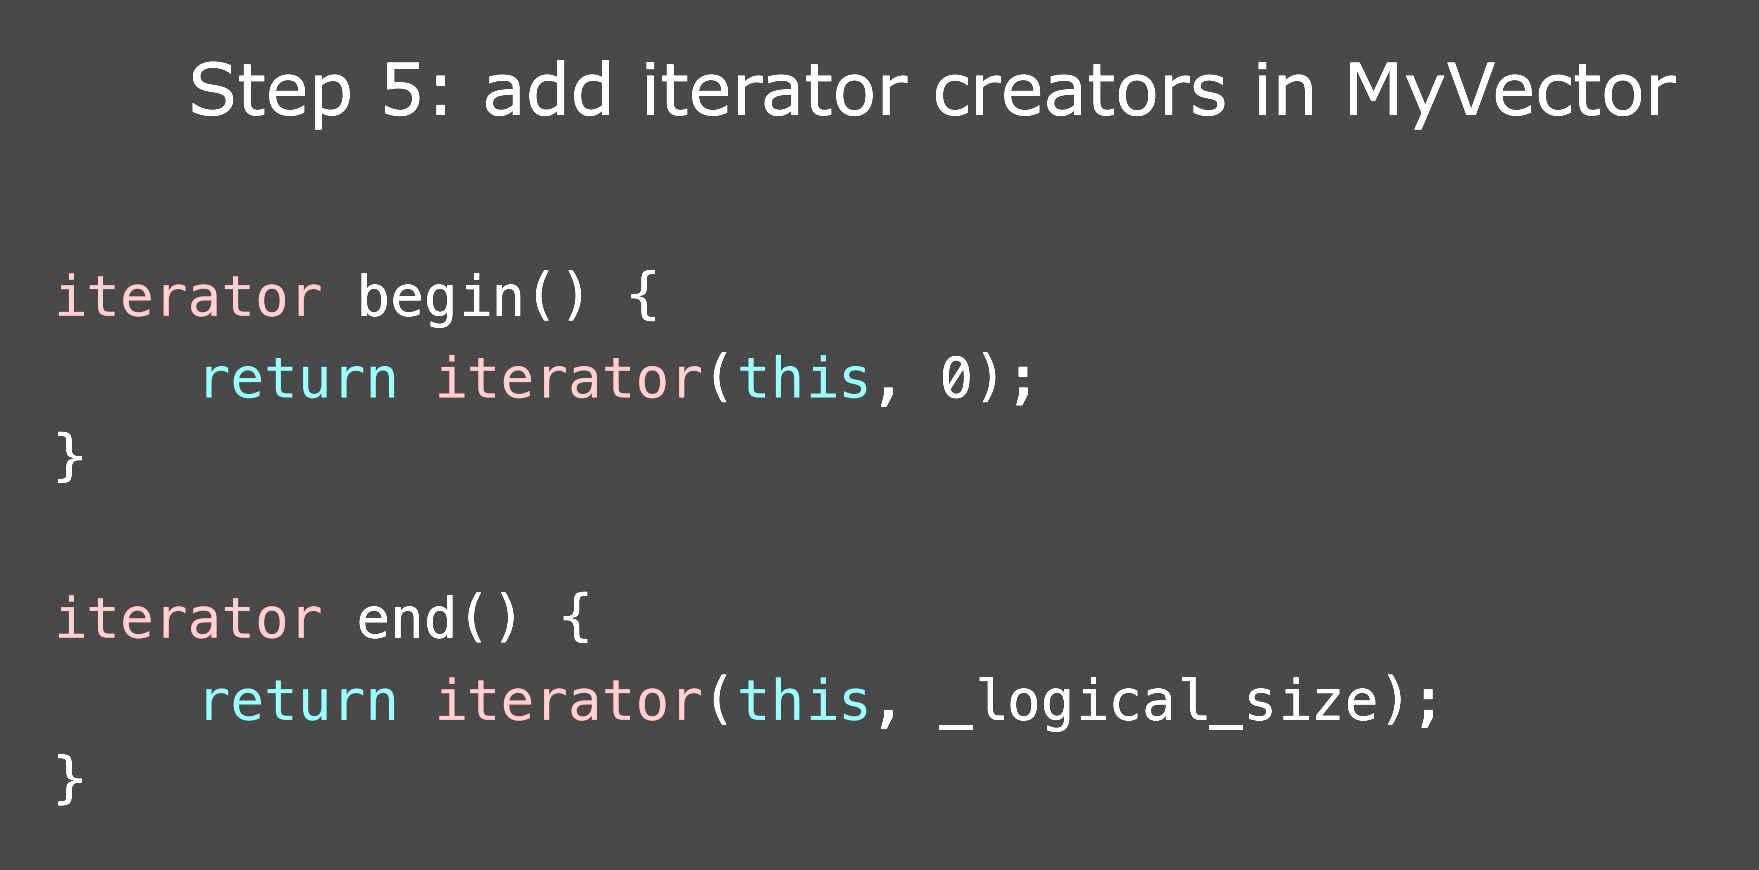 Step 5: add iterator creators in MyVector
iterator begin() {
    return iterator(this, 0);
}
iterator end() {
    return iterator(this, _logical_size);
}